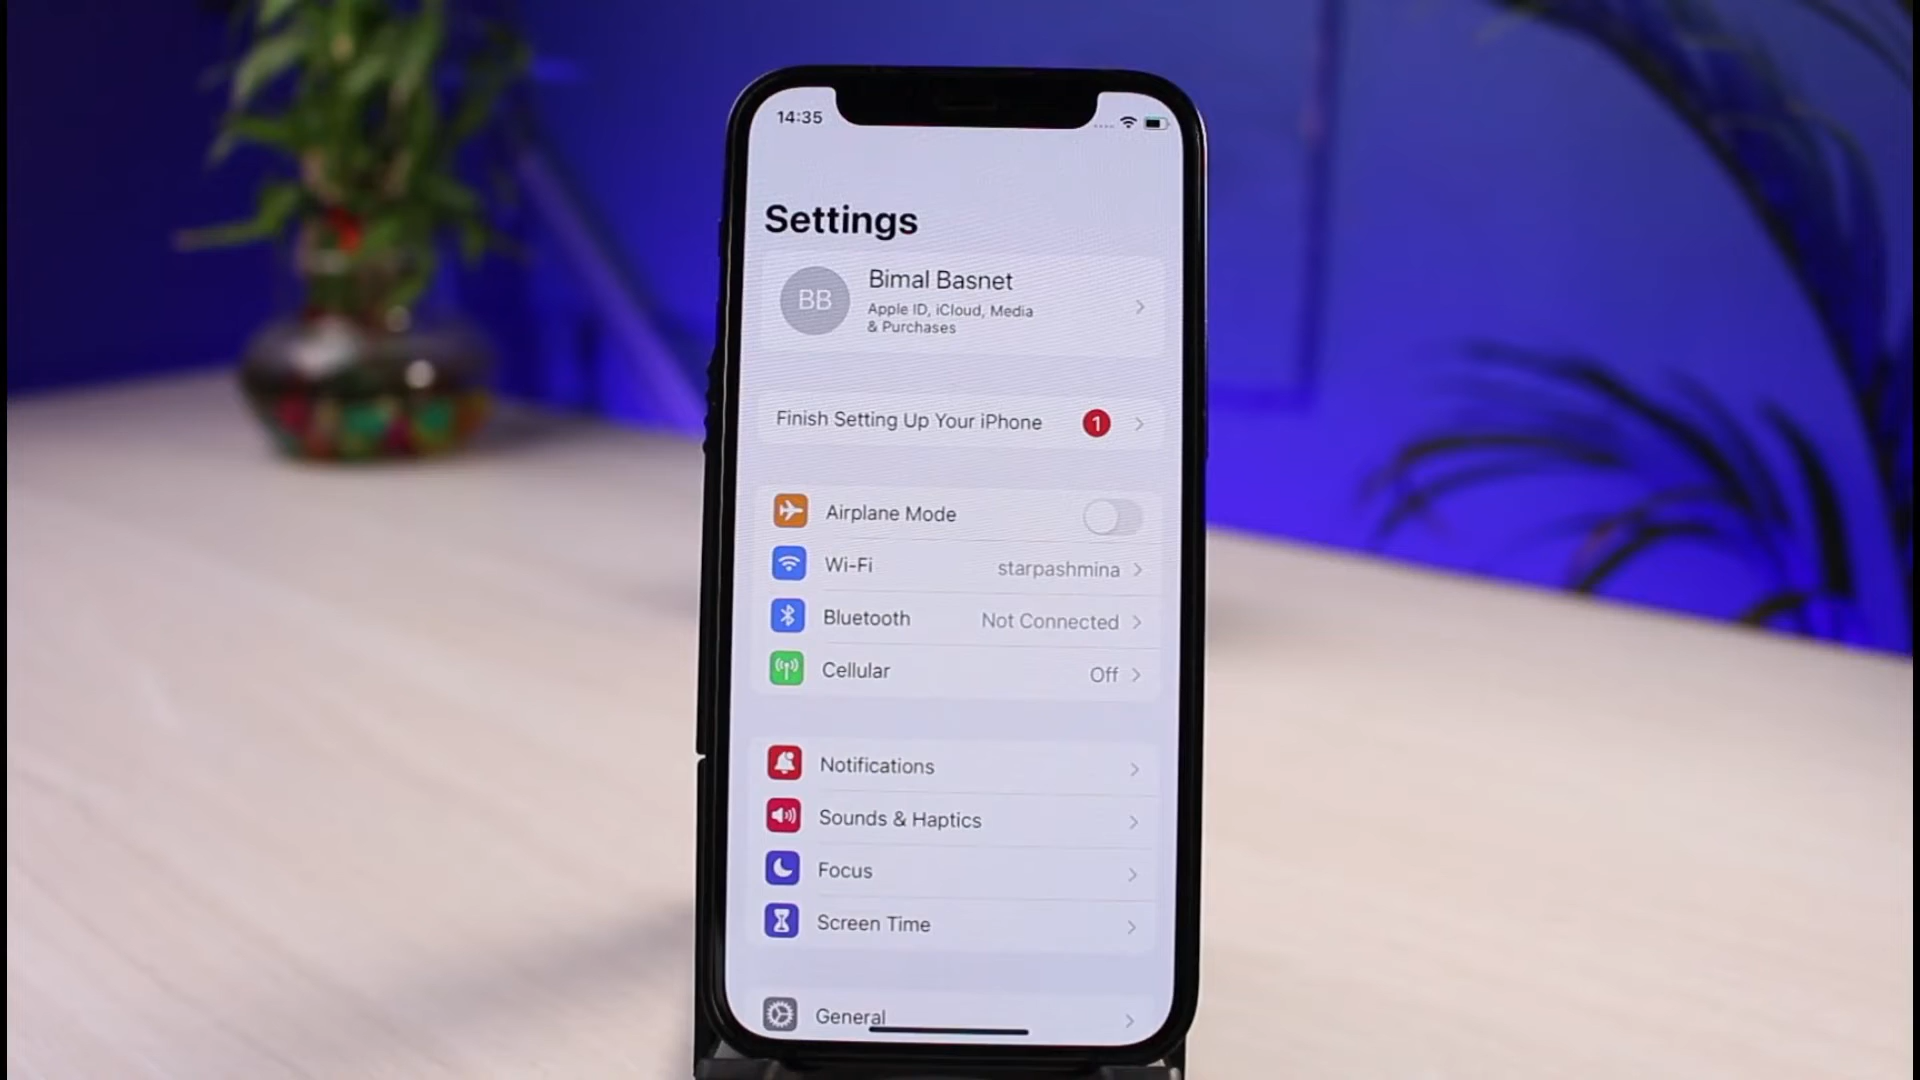 14:35
Settings
BB
Bimal Basnet
Apple ID, iCloud, Media
& Purchases
Finish Setting Up Your iPhone 1
Airplane Mode
Wi-Fi starpashmina
Bluetooth Not Connected
Cellular Off
Notifications
Sounds & Haptics
Focus
Screen Time
General